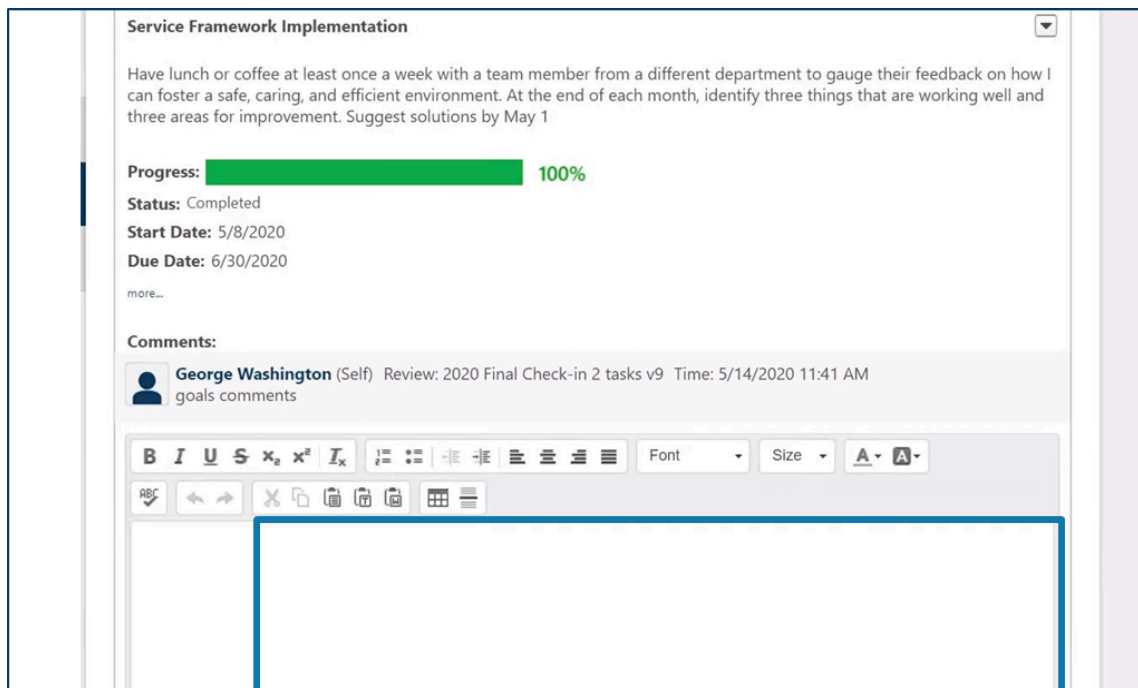 Service Framework Implementation
Have lunch or coffee at least once a week with a team member from a different department to gauge their feedback on how I
can foster a safe, caring, and efficient environment. At the end of each month, identify three things that are working well and
three areas for improvement. Suggest solutions by May 1
Progress: 100%
Status: Completed
Start Date: 5/8/2020
Due Date: 6/30/2020
more...
Comments:
George Washington (Self) Review: 2020 Final Check-in 2 tasks v9 Time: 5/14/2020 11:41 AM
goals comments
B I U S x₂ x² Tx Font Size A A
ABC